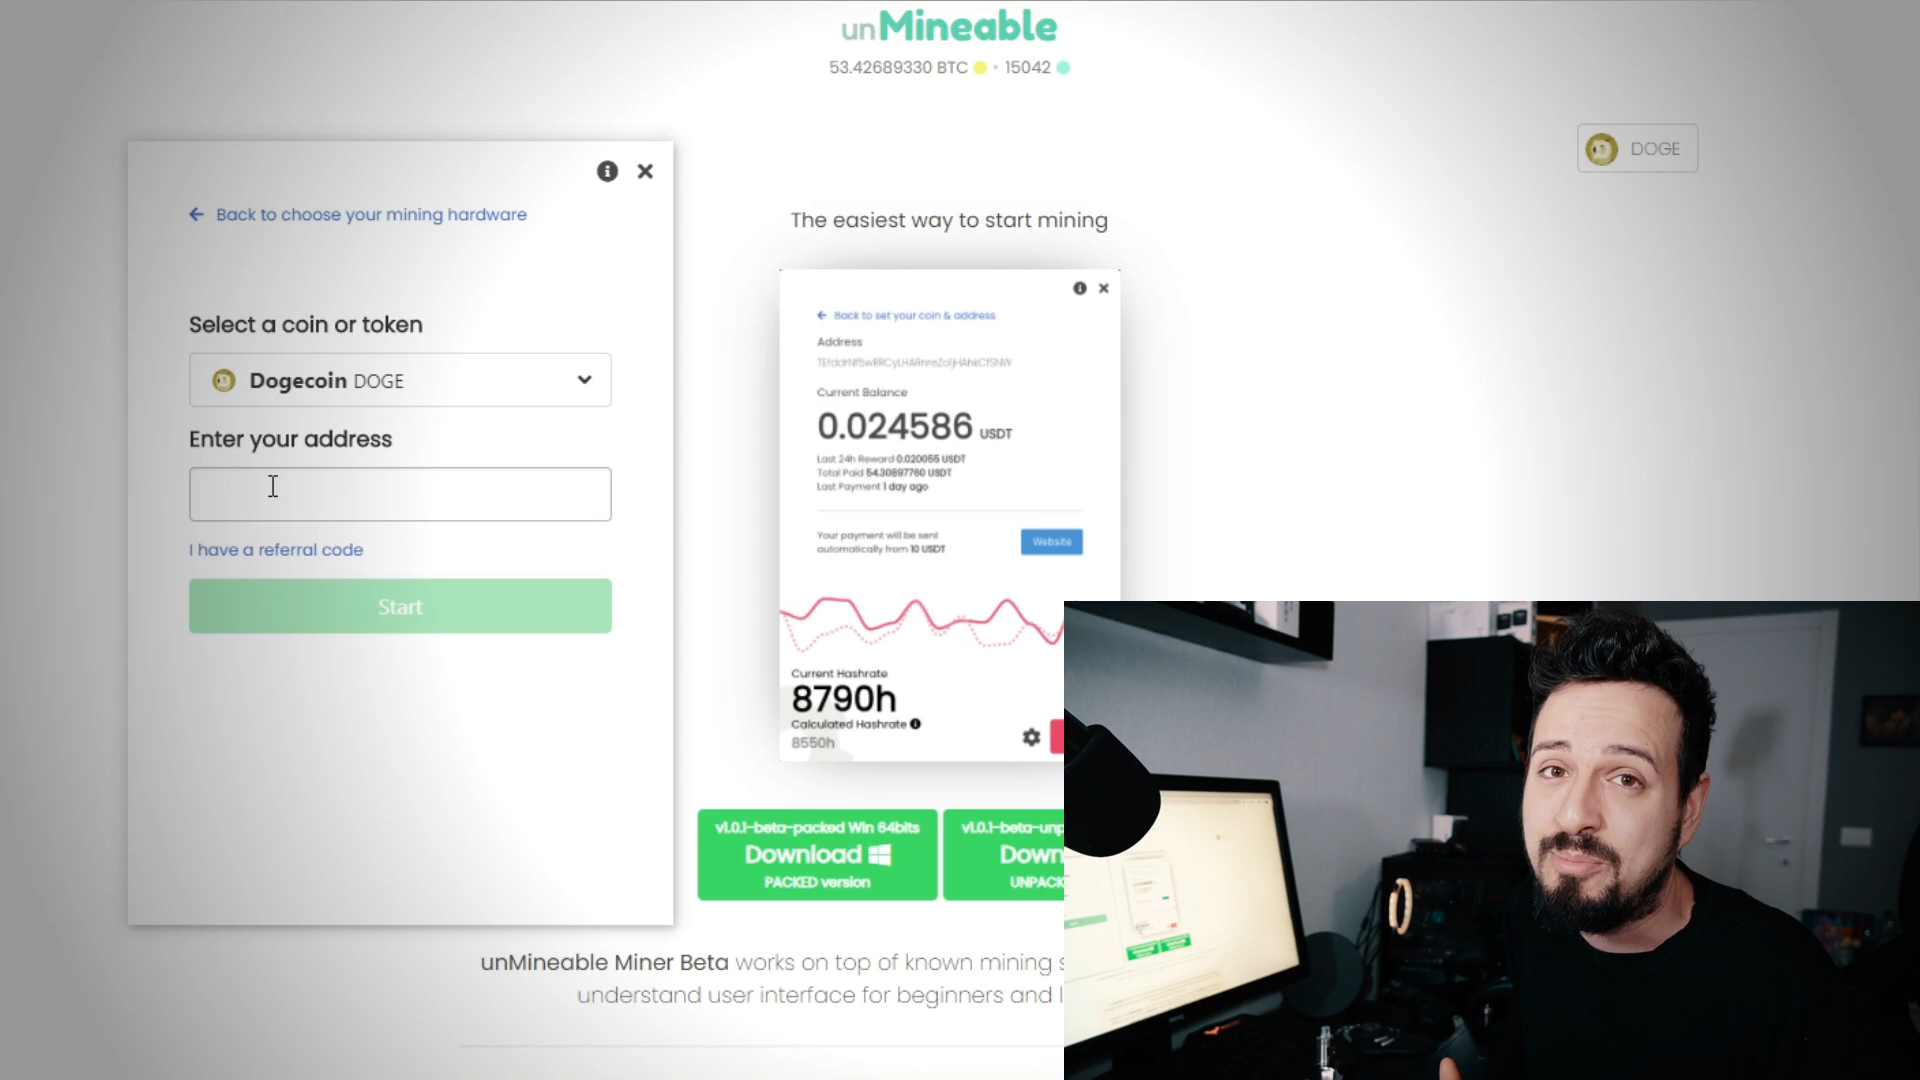 unMineable
53.42689330 BTC • 15042
DOGE
Back to choose your mining hardware
Select a coin or token
Dogecoin DOGE
Enter your address
I have a referral code
Start
The easiest way to start mining
Back to set your coin & address
Address
Current Balance
0.024586 USDT
Last 24h Reward 0.020055 USDT
Total Paid 54.30897760 USDT
Last Payment 1 day ago
Your payment will be sent
automatically from 10 USDT
Website
Current Hashrate
8790h
Calculated Hashrate
8550h
v1.0.1-beta-packed Win 64bits
Download
PACKED version
v1.0.1-beta-unp
Down
UNPACK
unMineable Miner Beta works on top of known mining s
understand user interface for beginners and l